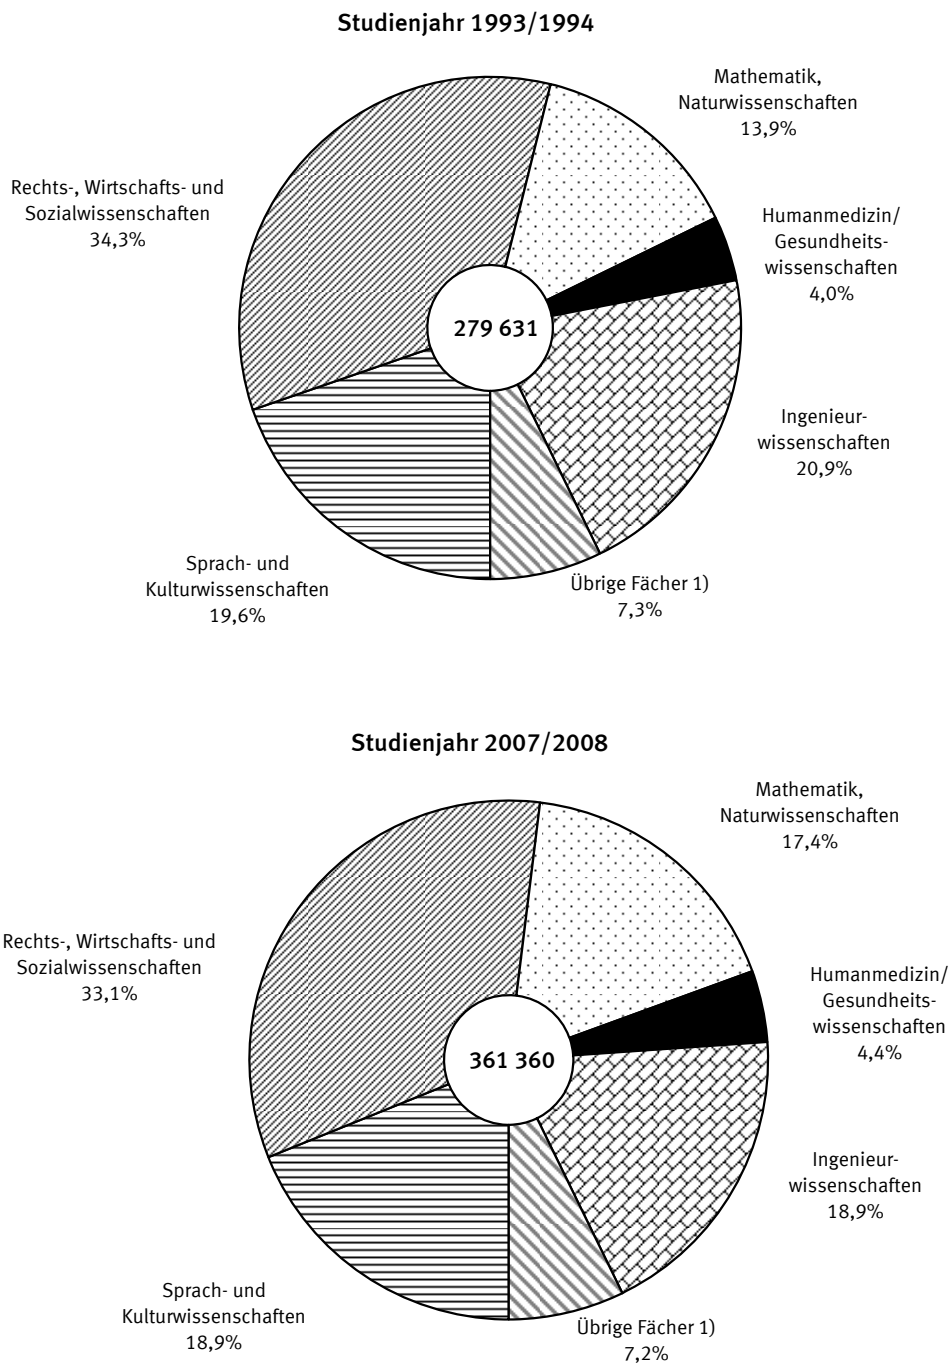 Studienjahr 1993/1994
Mathematik,
Naturwissenschaften
13,9%
Rechts-, Wirtschafts- und
Sozialwissenschaften
34,3%
Humanmedizin/
Gesundheits-
wissenschaften
4,0%
279 631
Ingenieur-
wissenschaften
20,9%
Sprach- und
Kulturwissenschaften
19,6%
Übrige Fächer 1)
7,3%
Studienjahr 2007/2008
Mathematik,
Naturwissenschaften
17,4%
Rechts-, Wirtschafts- und
Sozialwissenschaften
33,1%
Humanmedizin/
Gesundheits-
wissenschaften
4,4%
361 360
Ingenieur-
wissenschaften
18,9%
Sprach- und
Kulturwissenschaften
18,9%
Übrige Fächer 1)
7,2%